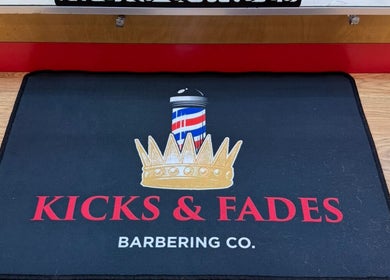 KICKS & FADES
BARBERING CO.